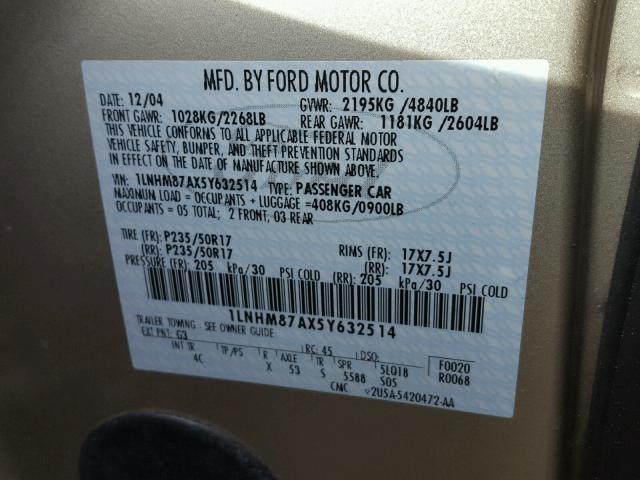 MFD. BY FORD MOTOR CO.
DATE: 12/04 GVWR: 2195KG /4840LB
FRONT GAWR: 1028KG/2268LB REAR GAWR: 1181KG /2604LB
THIS VEHICLE CONFORMS TO ALL APPLICABLE FEDERAL MOTOR
VEHICLE SAFETY, BUMPER, AND THEFT PREVENTION STANDARDS
IN EFFECT ON THE DATE OF MANUFACTURE SHOWN ABOVE.
VIN: 1LNHM87AX5Y632514 TYPE: PASSENGER CAR
MAXIMUM LOAD = OCCUPANTS + LUGGAGE =408KG/0900LB
OCCUPANTS = 05 TOTAL; 2 FRONT, 03 REAR
TIRE (FR): P235/50R17 RIMS (FR): 17X7.5J
(RR): P235/50R17 (RR): 17X7.5J
PRESSURE (FR): 205 kPa/30 PSI COLD (RR): 205 kPa/30 PSI COLD
1LNHM87AX5Y632514
TRAILER TOWING - SEE OWNER GUIDE
EXT PNT: G3 RC: 45 DSO: F0020
INT TR TP/PS R AXLE TR SPR 5LQ18 R0068
4C X 53 S 5588 S05
CMC 2U5A-5420472-AA